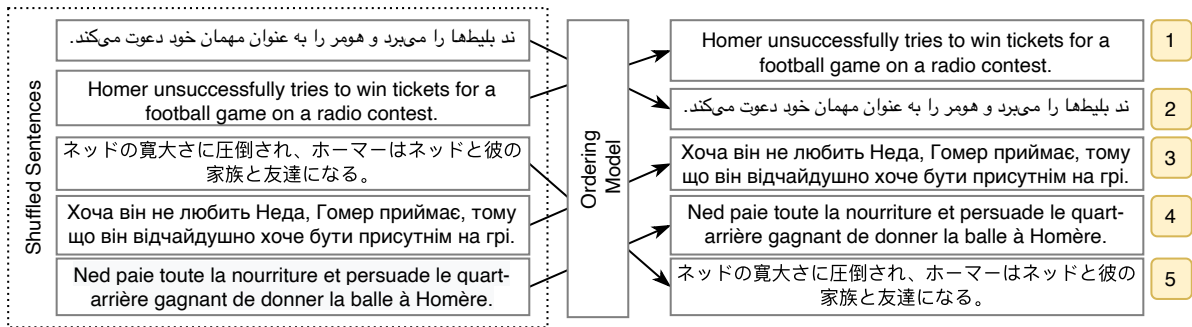 Shuffled Sentences
ند بلیط‌ها را می‌برد و هومر را به عنوان مهمان خود دعوت می‌کند.
Homer unsuccessfully tries to win tickets for a
football game on a radio contest.
ネッドの寛大さに圧倒され、ホーマーはネッドと彼の
家族と友達になる。
Хоча він не любить Неда, Гомер приймає, тому
що він відчайдушно хоче бути присутнім на грі.
Ned paie toute la nourriture et persuade le quart-
arrière gagnant de donner la balle à Homère.
Ordering
Model
Homer unsuccessfully tries to win tickets for a
football game on a radio contest.
1
ند بلیط‌ها را می‌برد و هومر را به عنوان مهمان خود دعوت می‌کند.
2
Хоча він не любить Неда, Гомер приймає, тому
що він відчайдушно хоче бути присутнім на грі.
3
Ned paie toute la nourriture et persuade le quart-
arrière gagnant de donner la balle à Homère.
4
ネッドの寛大さに圧倒され、ホーマーはネッドと彼の
家族と友達になる。
5